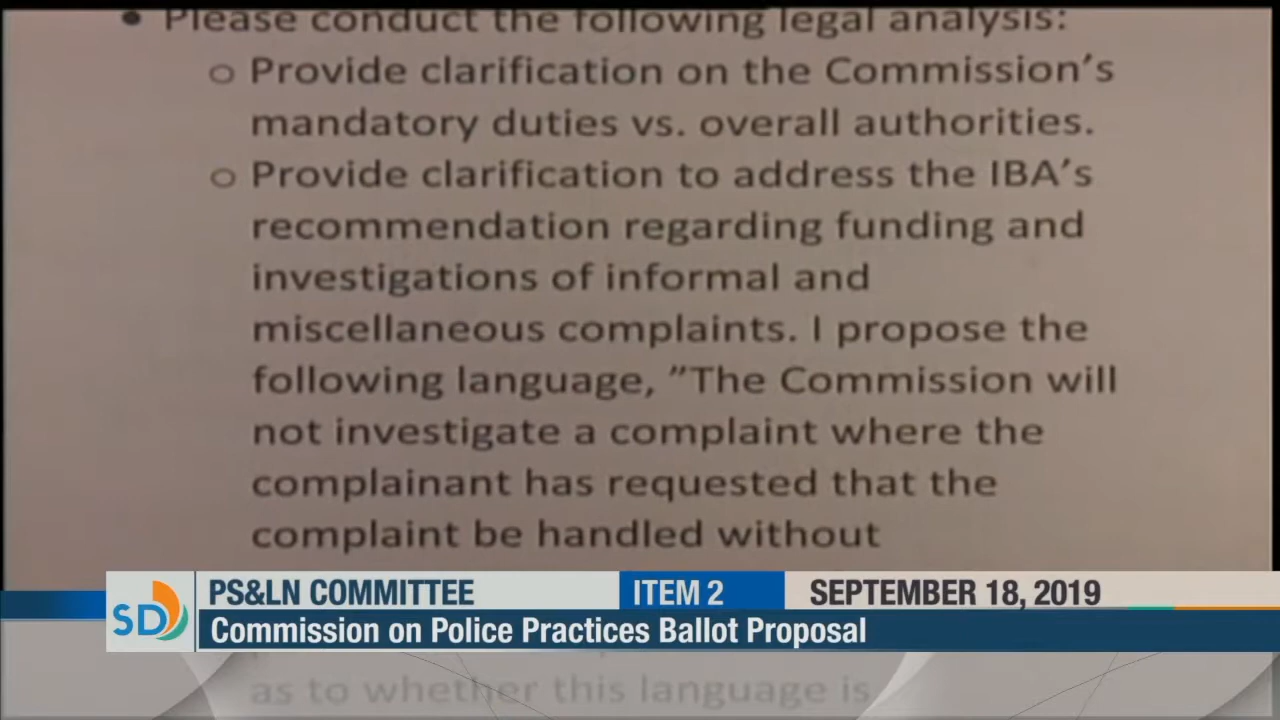 • Please conduct the following legal analysis:
o Provide clarification on the Commission's
mandatory duties vs. overall authorities.
o Provide clarification to address the IBA's
recommendation regarding funding and
investigations of informal and
miscellaneous complaints. I propose the
following language, "The Commission will
not investigate a complaint where the
complainant has requested that the
complaint be handled without
SD
PS&LN COMMITTEE
ITEM 2
SEPTEMBER 18, 2019
Commission on Police Practices Ballot Proposal
as to whether this language is